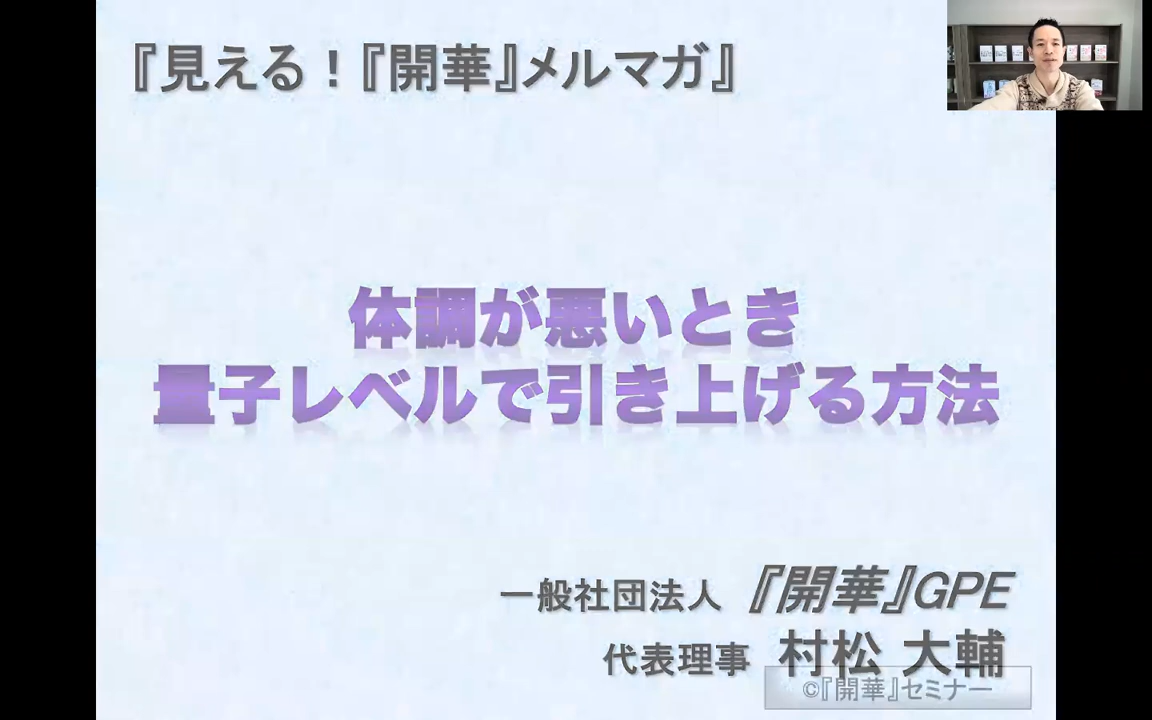 『見える！『開華』メルマガ』
体調が悪いとき
量子レベルで引き上げる方法
一般社団法人 『開華』GPE
代表理事 村松 大輔
©『開華』セミナー